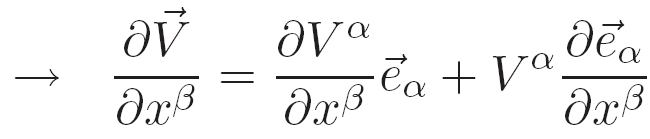 → ∂V⃗/∂x^β = ∂V^α/∂x^β e⃗_α + V^α ∂e⃗_α/∂x^β